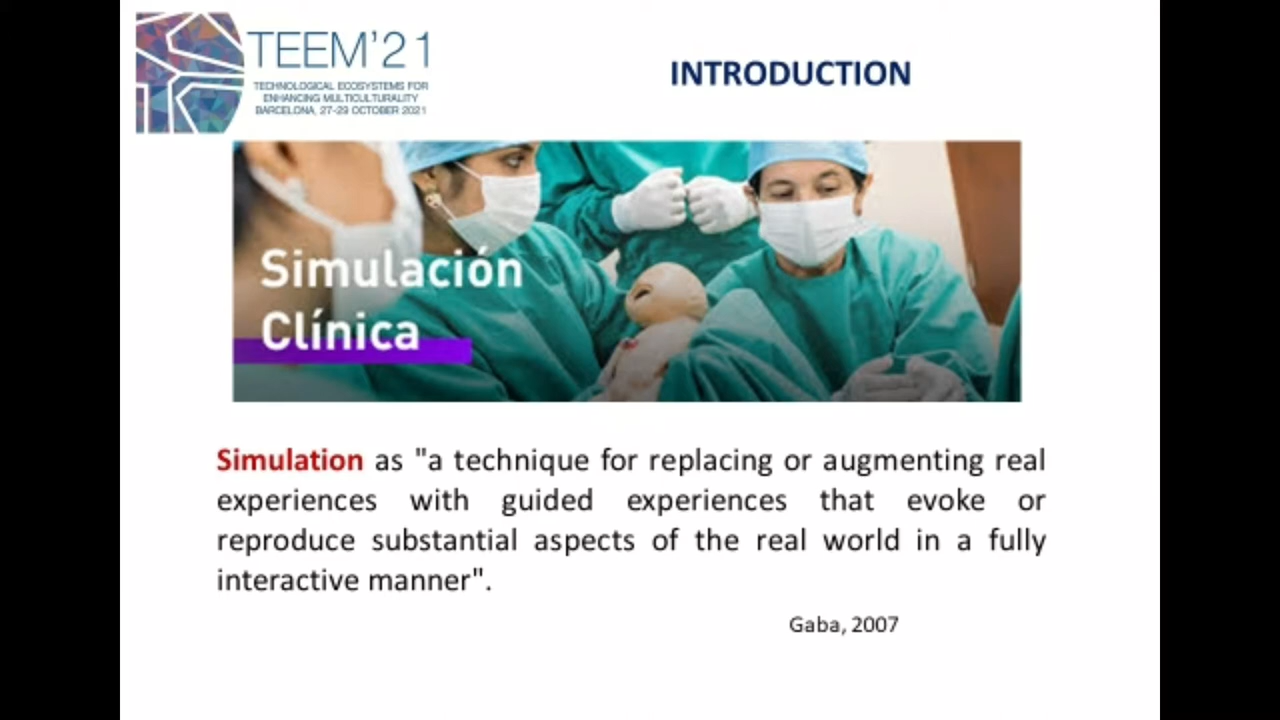 TEEM'21
TECHNOLOGICAL ECOSYSTEMS FOR
ENHANCING MULTICULTURALITY
BARCELONA, 27-29 OCTOBER 2021
INTRODUCTION
Simulación
Clínica
Simulation as "a technique for replacing or augmenting real
experiences with guided experiences that evoke or
reproduce substantial aspects of the real world in a fully
interactive manner".
Gaba, 2007